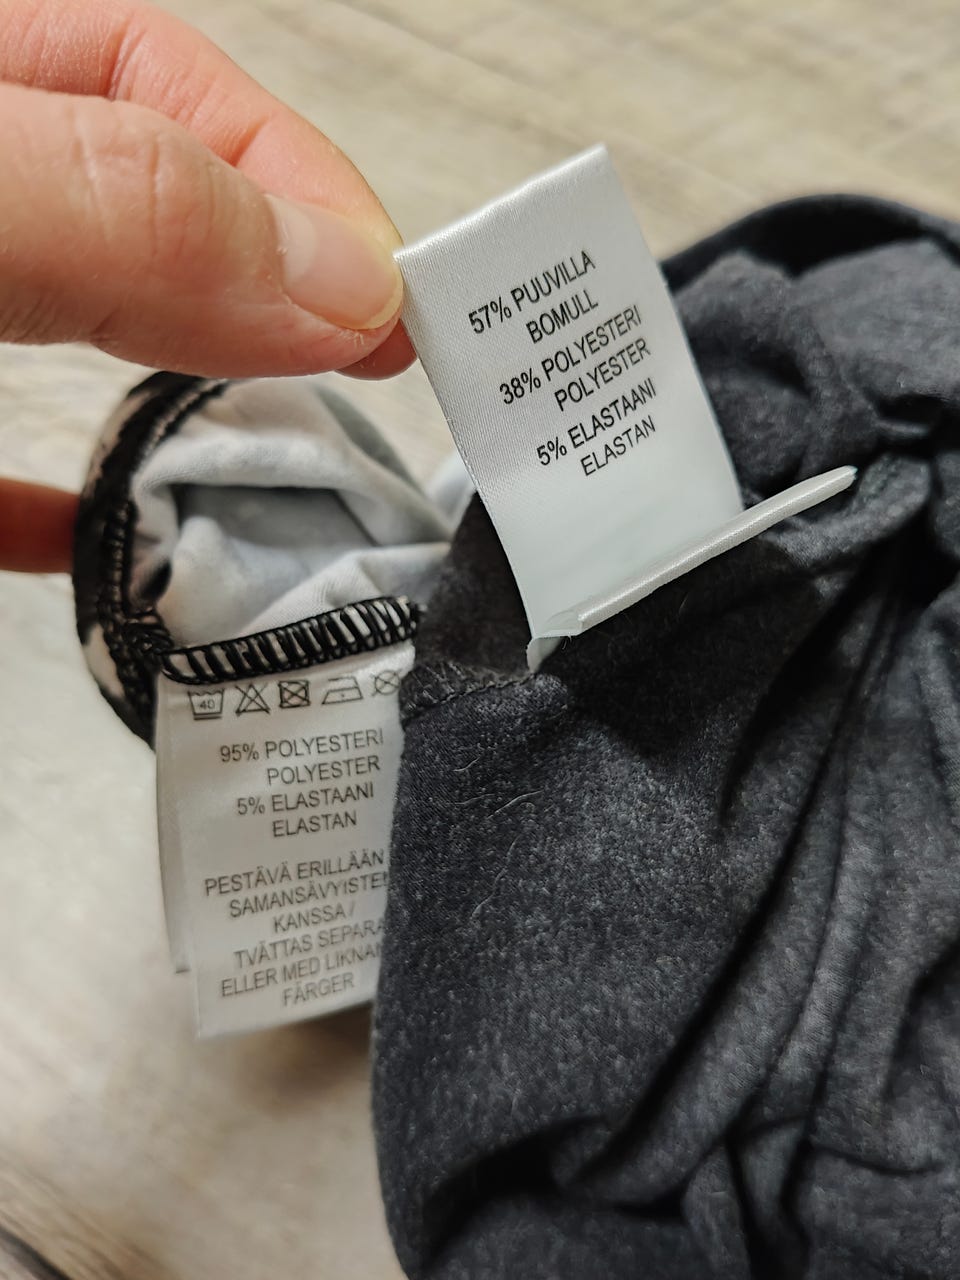 57% PUUVILLA
BOMULL
38% POLYESTERI
POLYESTER
5% ELASTAANI
ELASTAN
40
95% POLYESTERI
POLYESTER
5% ELASTAANI
ELASTAN
PESTÄVÄ ERILLÄÄN
KANSSA /
TVÄTTAS
ELLER MED
FÄRGER